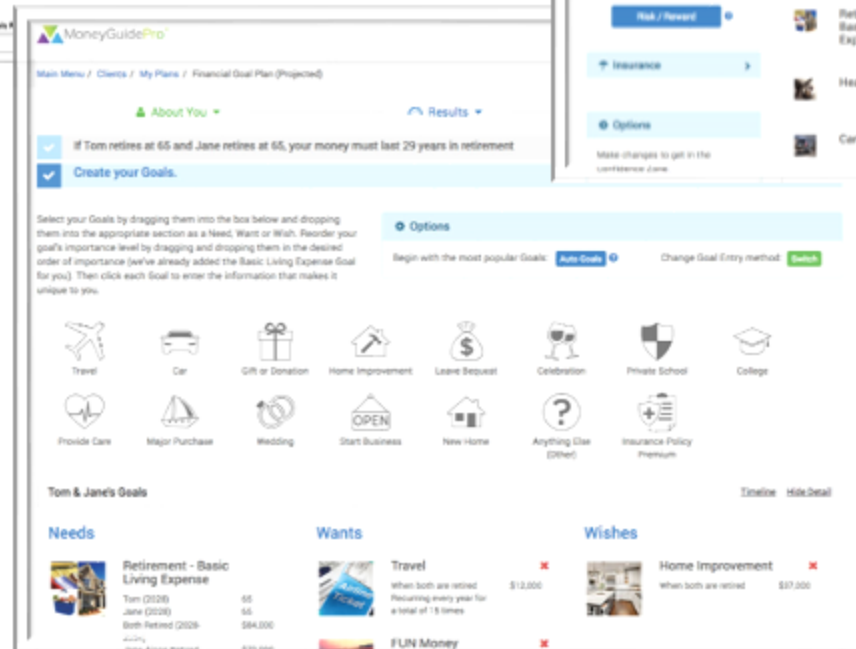 MoneyGuidePro
Main Menu / Clients / My Plans / Financial Goal Plan (Projected)
About You
Results
If Tom retires at 65 and Jane retires at 65, your money must last 29 years in retirement
Create your Goals.
Risk / Reward
Insurance
Options
Make changes to get in the
Confidence Zone
Select your Goals by dragging them into the box below and dropping
them into the appropriate section as a Need, Want or Wish. Reorder your
goal's importance level by dragging and dropping them in the desired
order of importance (we've already added the Basic Living Expense Goal
for you). Then click each Goal to enter the information that makes it
unique to you.
Options
Begin with the most popular Goals: Auto Goals
Change Goal Entry method: Switch
Travel
Car
Gift or Donation
Home Improvement
Leave Bequest
Celebration
Private School
College
Provide Care
Major Purchase
Wedding
Start Business
OPEN
New Home
Anything Else
(Other)
Insurance Policy
Premium
Tom & Jane's Goals
Timeline Hide Detail
Needs
Retirement - Basic
Living Expense
Tom (2028) 65
Jane (2028) 65
Both Retired (2028- $84,000
Wants
Travel
When both are retired $12,000
Recurring every year for
a total of 15 times
Airline
Ticket
FUN Money
Wishes
Home Improvement
When both are retired $37,000